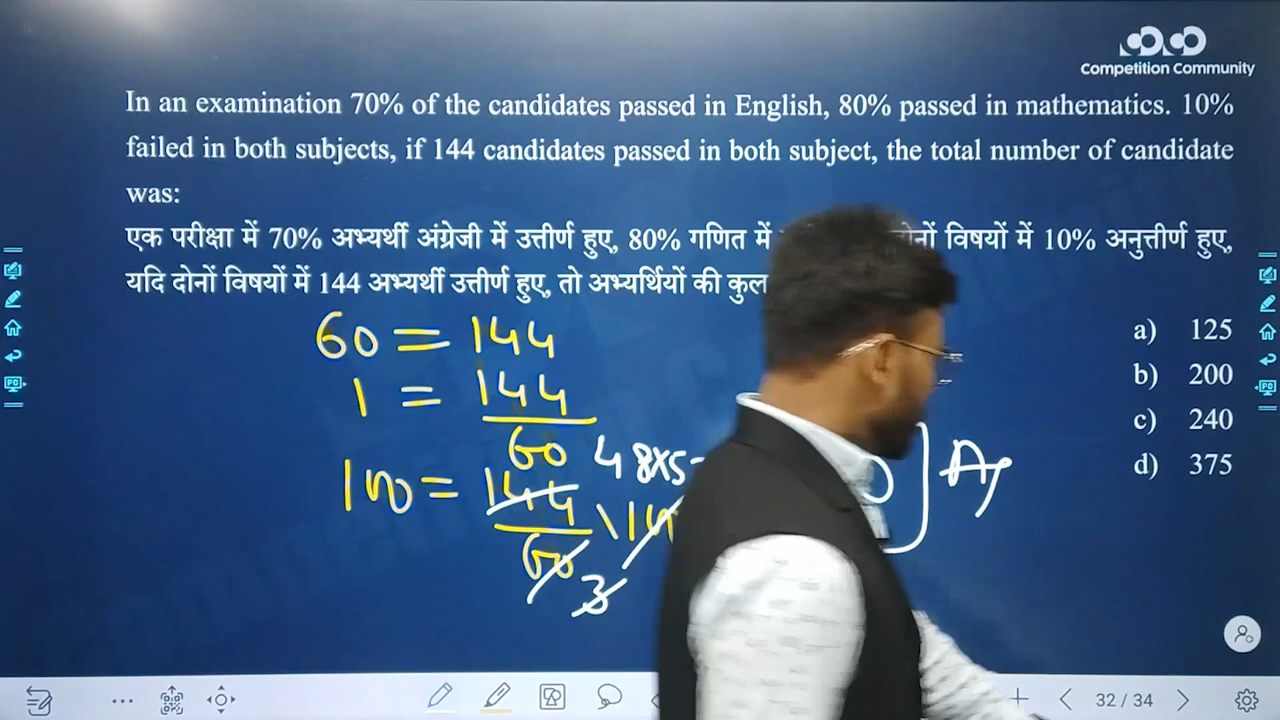 Competition Community
In an examination 70% of the candidates passed in English, 80% passed in mathematics. 10%
failed in both subjects, if 144 candidates passed in both subject, the total number of candidate
was:
एक परीक्षा में 70% अभ्यर्थी अंग्रेजी में उत्तीर्ण हुए, 80% गणित में विषयों में 10% अनुत्तीर्ण हुए,
यदि दोनों विषयों में 144 अभ्यर्थी उत्तीर्ण हुए, तो अभ्यर्थियों की कुल
a) 125
b) 200
c) 240
d) 375
60 = 144
1 = 144
60
48x5
100 = 144
60
3
32 / 34